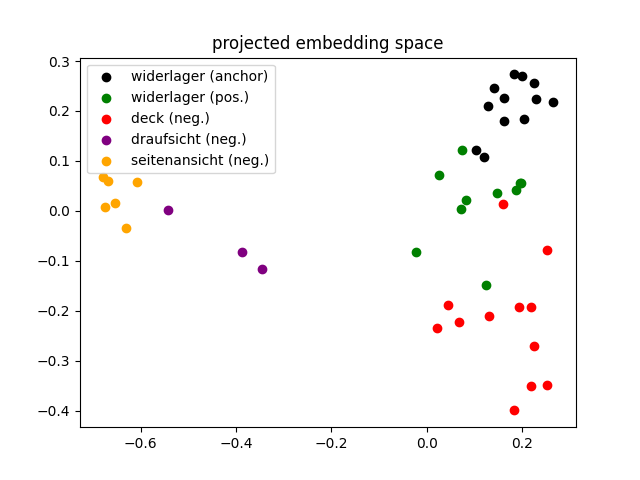 projected embedding space
widerlager (anchor)
widerlager (pos.)
deck (neg.)
draufsicht (neg.)
seitenansicht (neg.)
0.3
0.2
0.1
0.0
−0.1
−0.2
−0.3
−0.4
−0.6 −0.4 −0.2 0.0 0.2